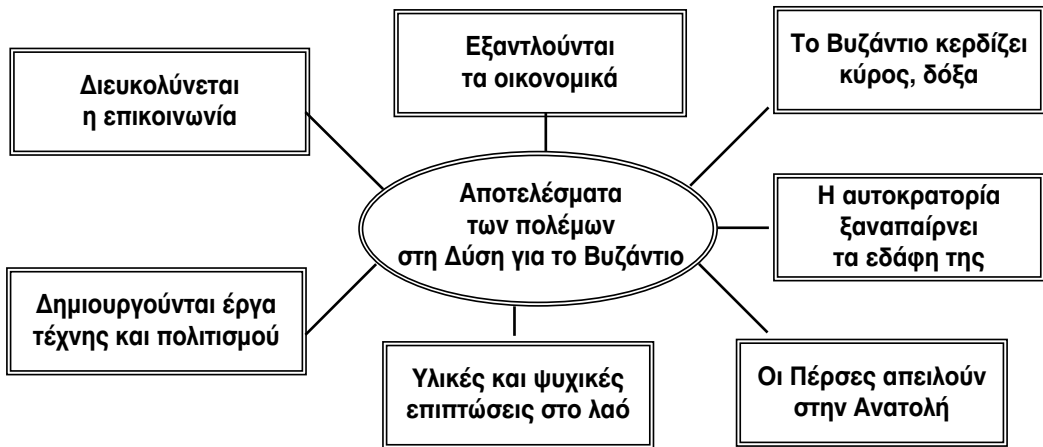 Εξαντλούνται
τα οικονομικά
Το Βυζάντιο κερδίζει
κύρος, δόξα
Διευκολύνεται
η επικοινωνία
Αποτελέσματα
των πολέμων
στη Δύση για το Βυζάντιο
Η αυτοκρατορία
ξαναπαίρνει
τα εδάφη της
Δημιουργούνται έργα
τέχνης και πολιτισμού
Υλικές και ψυχικές
επιπτώσεις στο λαό
Οι Πέρσες απειλούν
στην Ανατολή